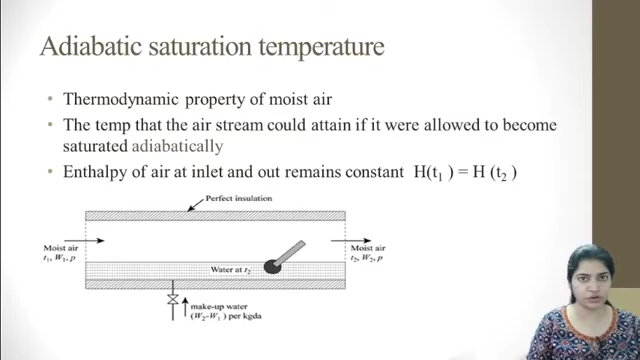 Adiabatic saturation temperature
• Thermodynamic property of moist air
• The temp that the air stream could attain if it were allowed to become
saturated adiabatically
• Enthalpy of air at inlet and out remains constant H(t₁ ) = H (t₂ )
Perfect insulation
Moist air
t₁, W₁, p
Water at t₂
Moist air
t₂, W₂, p
make-up water
(W₂-W₁) per kgda